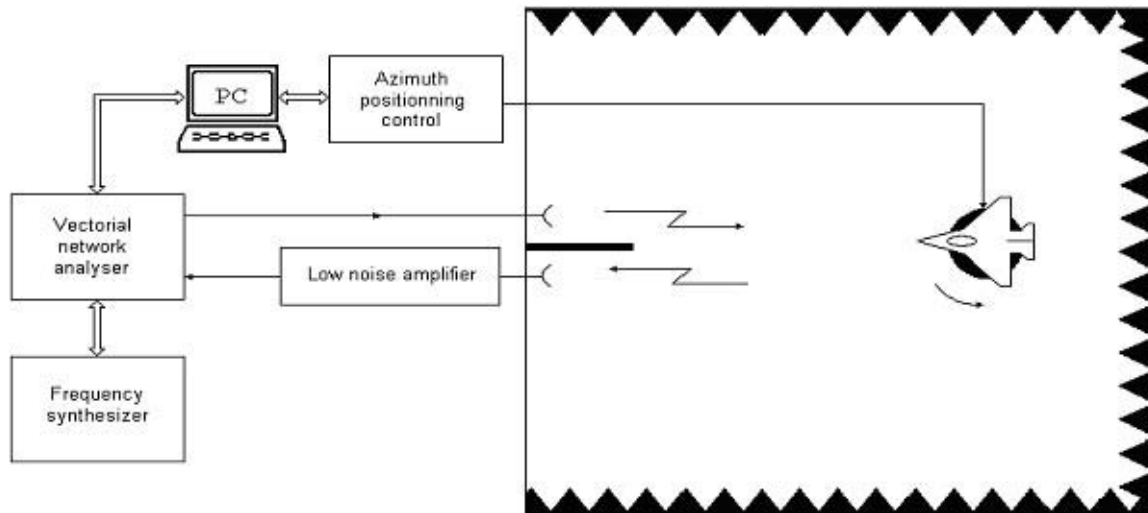 PC
Azimuth
positionning
control
Vectorial
network
analyser
Low noise amplifier
Frequency
synthesizer